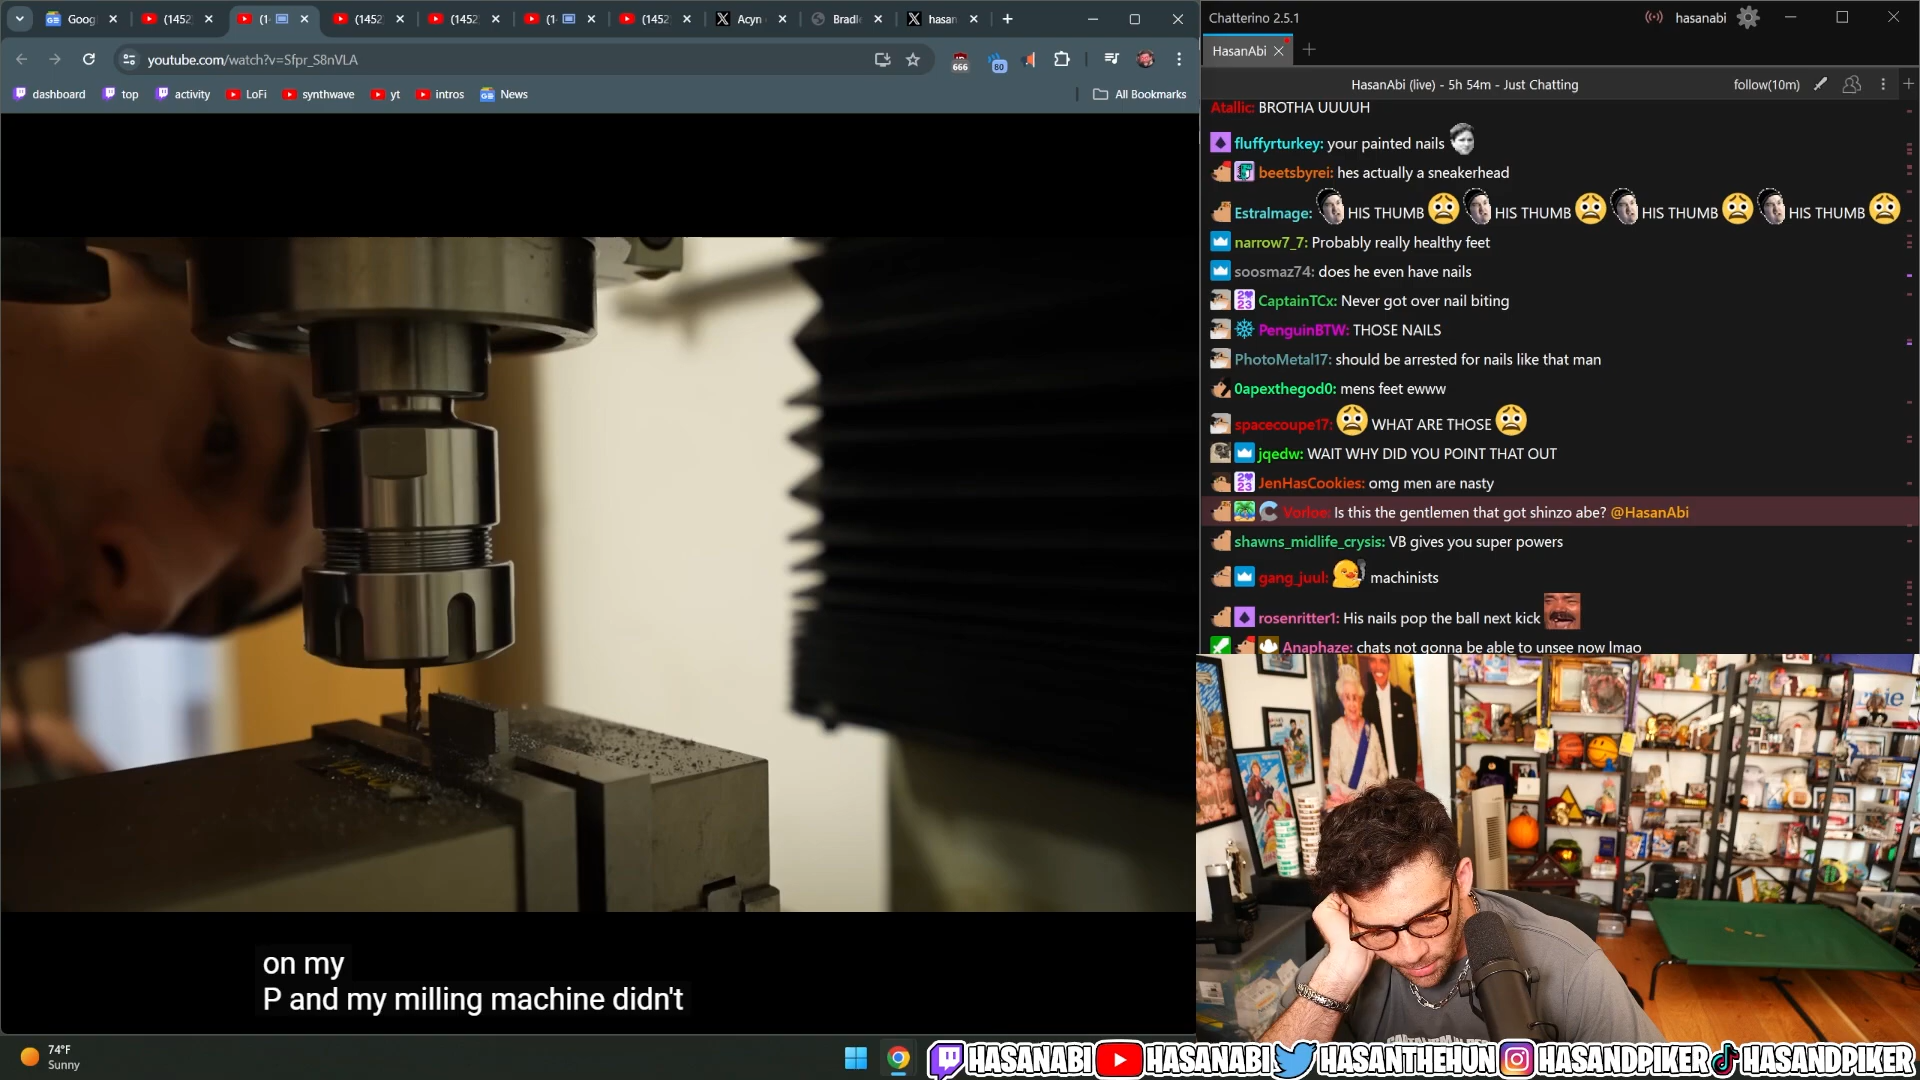 Goog
(1452
(1
(1452
(1452
(1
(1452
Acyn
Bradl
hasan
youtube.com/watch?v=Sfpr_S8nVLA
666
80
dashboard
top
activity
LoFi
synthwave
yt
intros
News
All Bookmarks
on my
P and my milling machine didn't
74°F
Sunny
Chatterino 2.5.1
hasanabi
HasanAbi
HasanAbi (live) - 5h 54m - Just Chatting
follow(10m)
Atallic: BROTHA UUUUH
fluffyrturkey: your painted nails
beetsbyrei: hes actually a sneakerhead
EstraImage: HIS THUMB HIS THUMB HIS THUMB HIS THUMB
narrow7_7: Probably really healthy feet
soosmaz74: does he even have nails
CaptainTCx: Never got over nail biting
PenguinBTW: THOSE NAILS
PhotoMetal17: should be arrested for nails like that man
0apexthegod0: mens feet ewww
spacecoupe17: WHAT ARE THOSE
jqedw: WAIT WHY DID YOU POINT THAT OUT
JenHasCookies: omg men are nasty
Vorloe: Is this the gentlemen that got shinzo abe? @HasanAbi
shawns_midlife_crysis: VB gives you super powers
gang_juul: machinists
rosenritter1: His nails pop the ball next kick
Anaphaze: chats not gonna be able to unsee now lmao
HASANABI HASANABI HASANTHEHUN HASANDPIKER HASANDPIKER